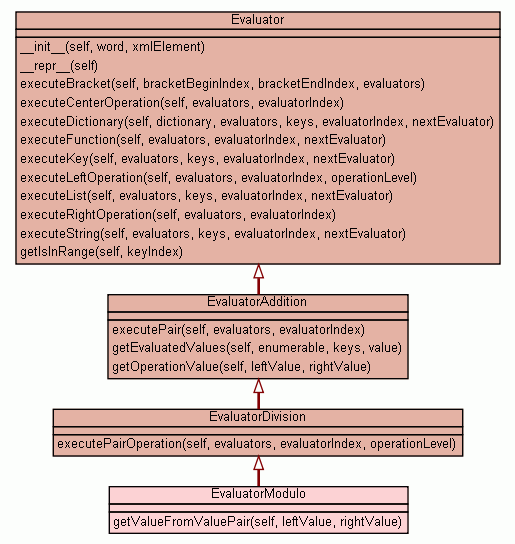 Evaluator
__init__(self, word, xmlElement)
__repr__(self)
executeBracket(self, bracketBeginIndex, bracketEndIndex, evaluators)
executeCenterOperation(self, evaluators, evaluatorIndex)
executeDictionary(self, dictionary, evaluators, keys, evaluatorIndex, nextEvaluator)
executeFunction(self, evaluators, evaluatorIndex, nextEvaluator)
executeKey(self, evaluators, keys, evaluatorIndex, nextEvaluator)
executeLeftOperation(self, evaluators, evaluatorIndex, operationLevel)
executeList(self, evaluators, keys, evaluatorIndex, nextEvaluator)
executeRightOperation(self, evaluators, evaluatorIndex)
executeString(self, evaluators, keys, evaluatorIndex, nextEvaluator)
getIsInRange(self, keyIndex)
EvaluatorAddition
executePair(self, evaluators, evaluatorIndex)
getEvaluatedValues(self, enumerable, keys, value)
getOperationValue(self, leftValue, rightValue)
EvaluatorDivision
executePairOperation(self, evaluators, evaluatorIndex, operationLevel)
EvaluatorModulo
getValueFromValuePair(self, leftValue, rightValue)